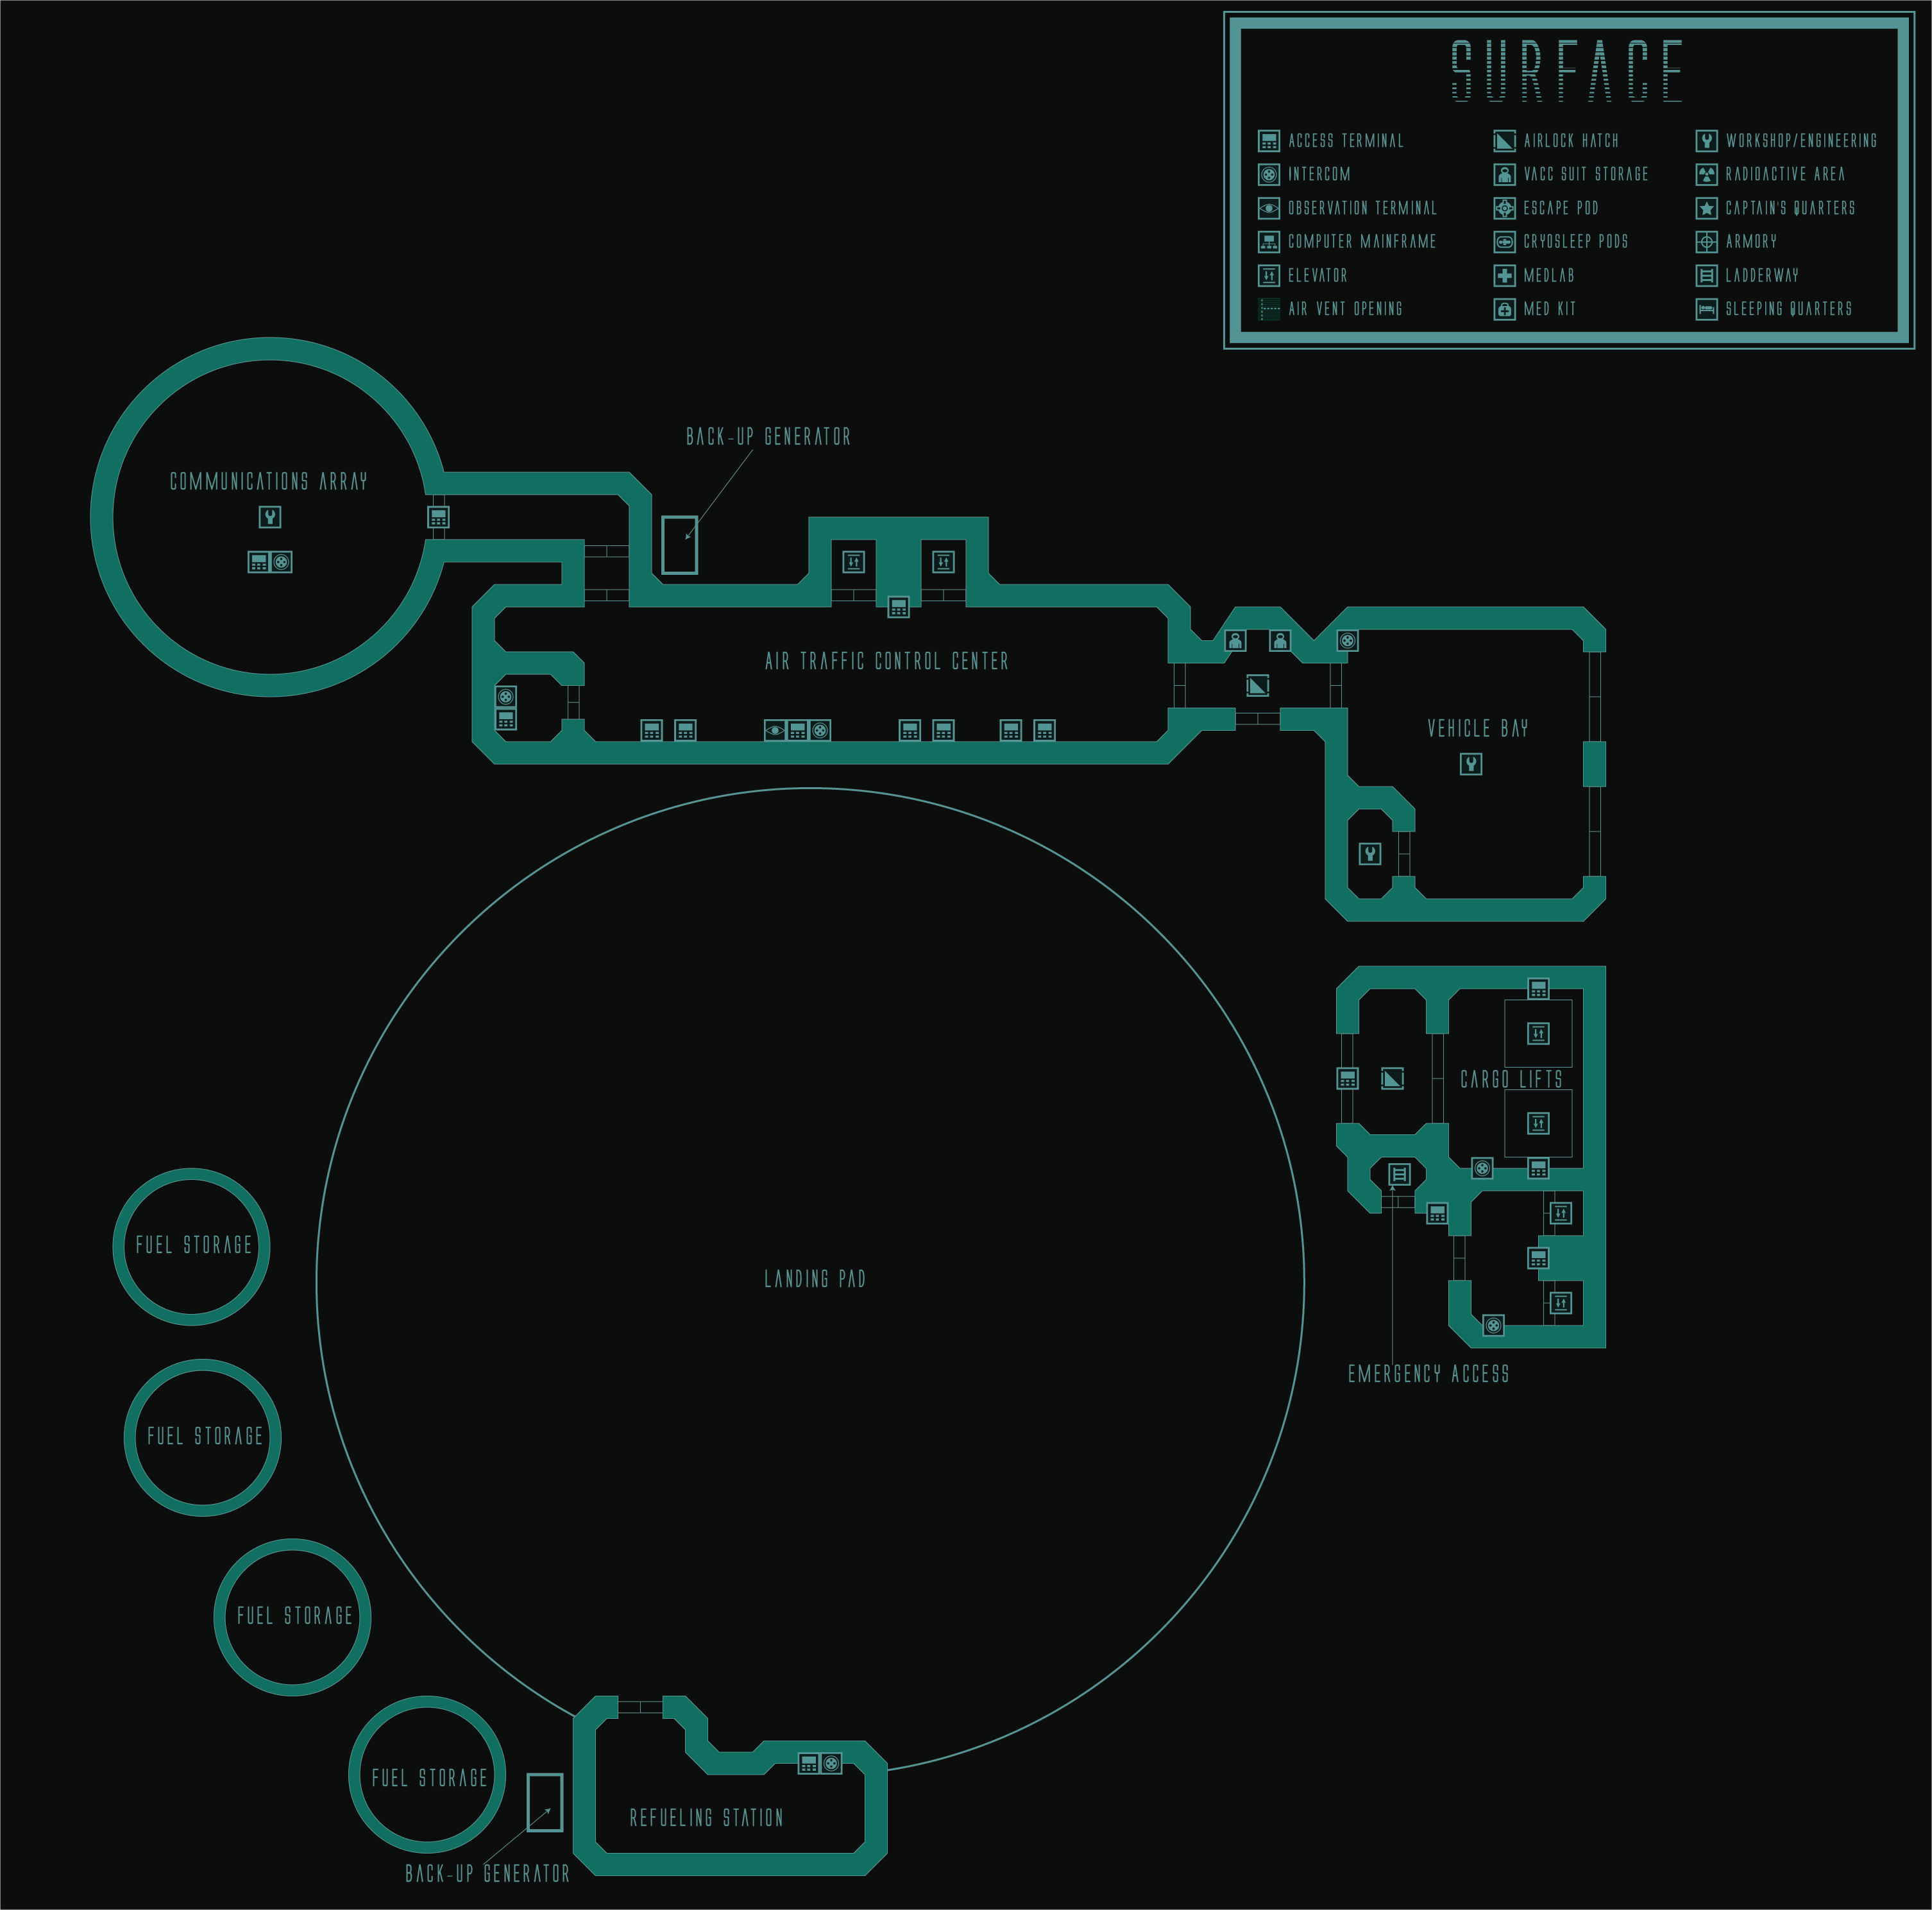 SURFACE
ACCESS TERMINAL
INTERCOM
OBSERVATION TERMINAL
COMPUTER MAINFRAME
ELEVATOR
AIR VENT OPENING
AIRLOCK HATCH
VACC SUIT STORAGE
ESCAPE POD
CRYOSLEEP PODS
MEDLAB
MED KIT
WORKSHOP/ENGINEERING
RADIOACTIVE AREA
CAPTAIN'S QUARTERS
ARMORY
LADDERWAY
SLEEPING QUARTERS
BACK-UP GENERATOR
COMMUNICATIONS ARRAY
AIR TRAFFIC CONTROL CENTER
VEHICLE BAY
CARGO LIFTS
FUEL STORAGE
LANDING PAD
EMERGENCY ACCESS
FUEL STORAGE
FUEL STORAGE
FUEL STORAGE
REFUELING STATION
BACK-UP GENERATOR